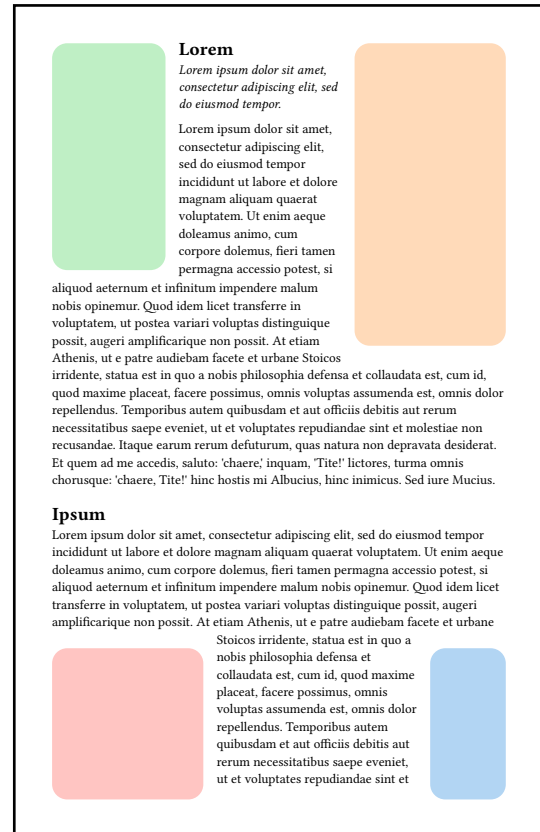 Lorem
Lorem ipsum dolor sit amet,
consectetur adipiscing elit, sed
do eiusmod tempor.
Lorem ipsum dolor sit amet,
consectetur adipiscing elit,
sed do eiusmod tempor
incididunt ut labore et dolore
magnam aliquam quaerat
voluptatem. Ut enim aeque
doleamus animo, cum
corpore dolemus, fieri tamen
permagna accessio potest, si
aliquod aeternum et infinitum impendere malum
nobis opinemur. Quod idem licet transferre in
voluptatem, ut postea variari voluptas distinguique
possit, augeri amplificarique non possit. At etiam
Athenis, ut e patre audiebam facete et urbane Stoicos
irridente, statua est in quo a nobis philosophia defensa et collaudata est, cum id,
quod maxime placeat, facere possimus, omnis voluptas assumenda est, omnis dolor
repellendus. Temporibus autem quibusdam et aut officiis debitis aut rerum
necessitatibus saepe eveniet, ut et voluptates repudiandae sint et molestiae non
recusandae. Itaque earum rerum defuturum, quas natura non depravata desiderat.
Et quem ad me accedis, saluto: 'chaere,' inquam, 'Tite!' lictores, turma omnis
chorusque: 'chaere, Tite!' hinc hostis mi Albucius, hinc inimicus. Sed iure Mucius.
Ipsum
Lorem ipsum dolor sit amet, consectetur adipiscing elit, sed do eiusmod tempor
incididunt ut labore et dolore magnam aliquam quaerat voluptatem. Ut enim aeque
doleamus animo, cum corpore dolemus, fieri tamen permagna accessio potest, si
aliquod aeternum et infinitum impendere malum nobis opinemur. Quod idem licet
transferre in voluptatem, ut postea variari voluptas distinguique possit, augeri
amplificarique non possit. At etiam Athenis, ut e patre audiebam facete et urbane
Stoicos irridente, statua est in quo a
nobis philosophia defensa et
collaudata est, cum id, quod maxime
placeat, facere possimus, omnis
voluptas assumenda est, omnis dolor
repellendus. Temporibus autem
quibusdam et aut officiis debitis aut
rerum necessitatibus saepe eveniet,
ut et voluptates repudiandae sint et